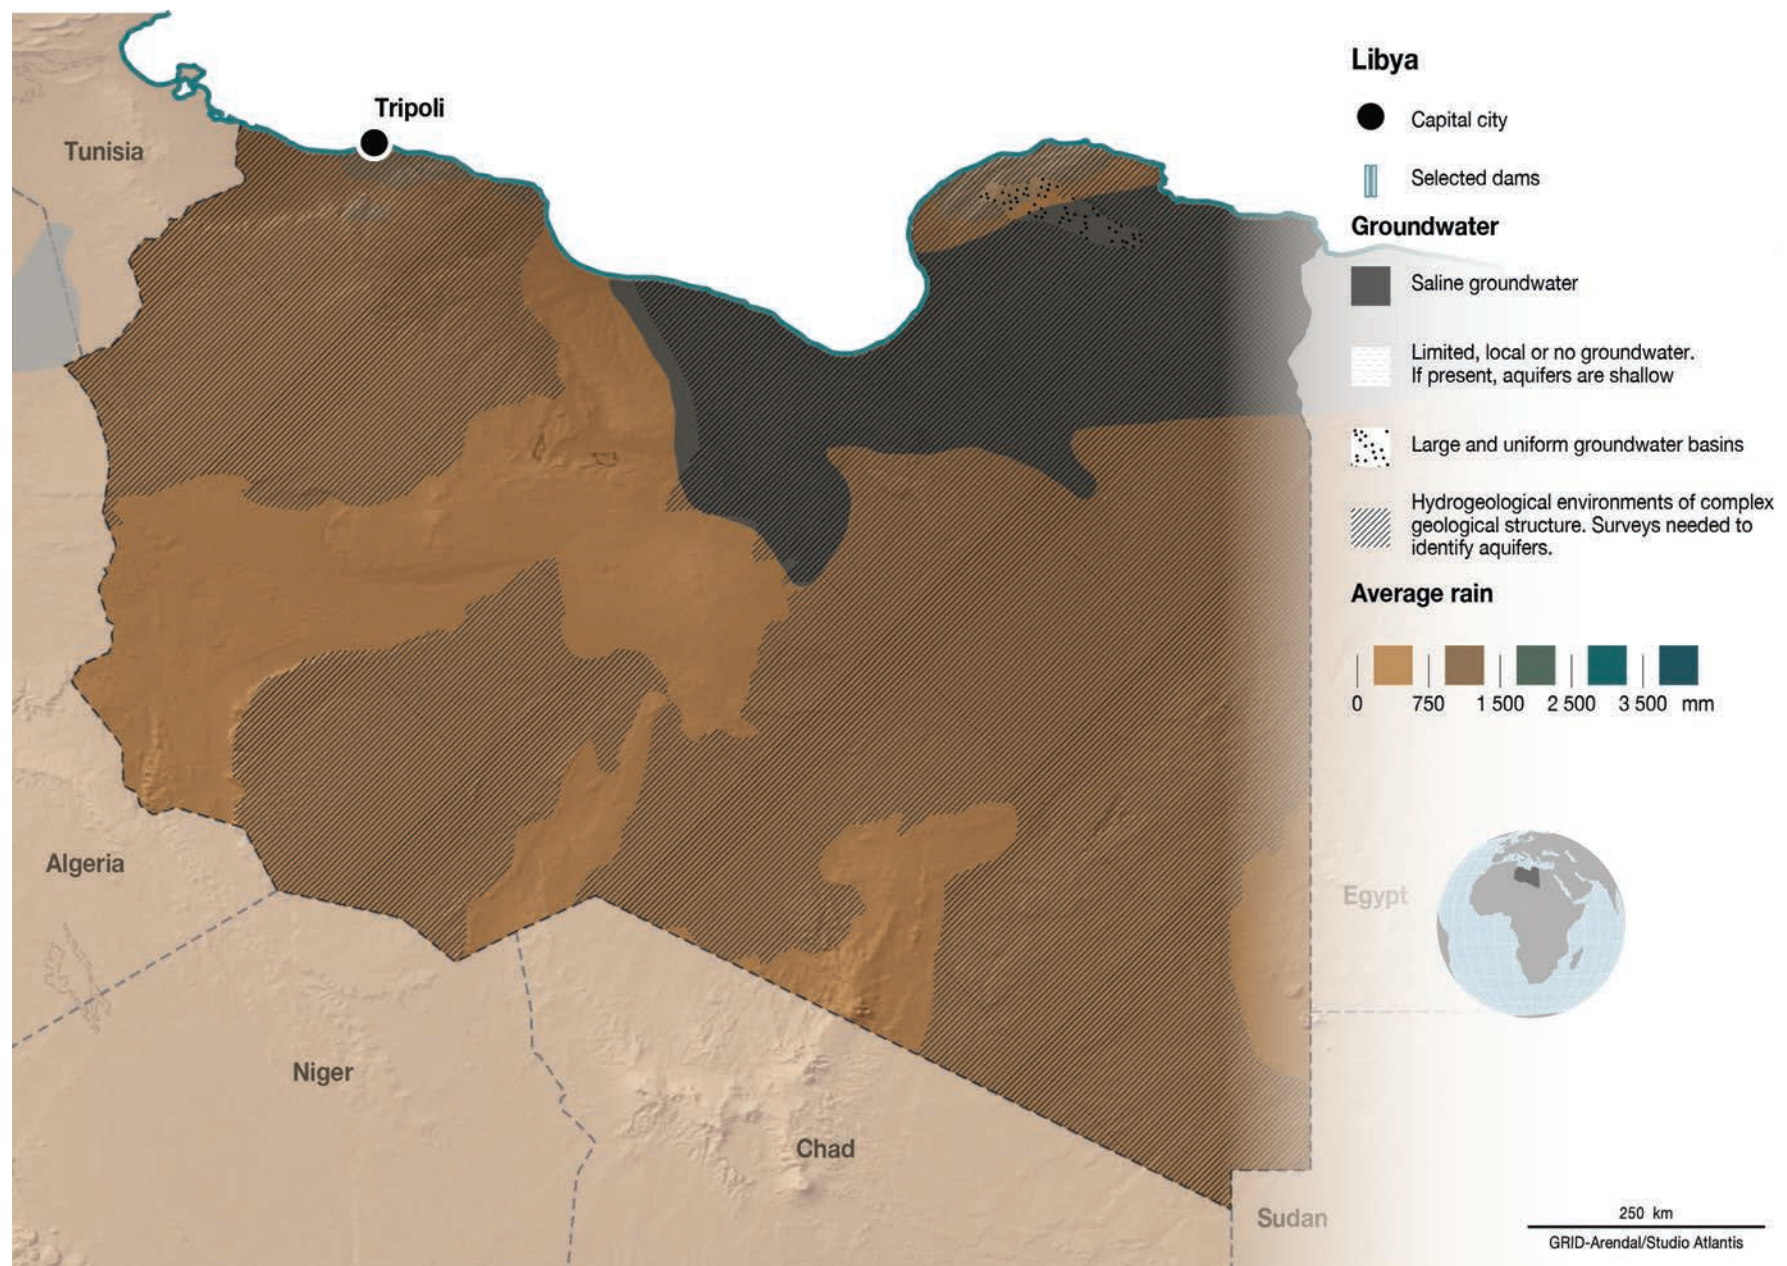 Tripoli
Tunisia
Algeria
Niger
Chad
Egypt
Sudan
Libya
Capital city
Selected dams
Groundwater
Saline groundwater
Limited, local or no groundwater.
If present, aquifers are shallow
Large and uniform groundwater basins
Hydrogeological environments of complex
geological structure. Surveys needed to
identify aquifers.
Average rain
0 750 1 500 2 500 3 500 mm
250 km
GRID-Arendal/Studio Atlantis